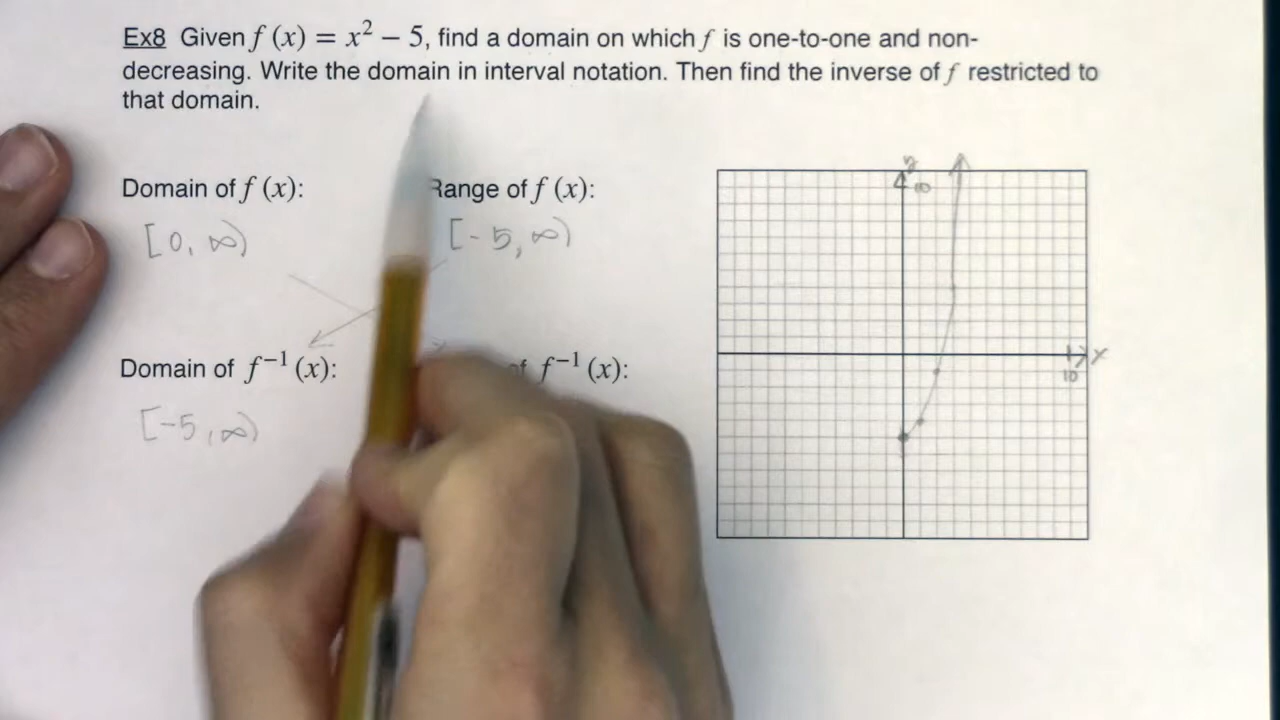 Ex8 Given f (x) = x² − 5, find a domain on which f is one-to-one and non-
decreasing. Write the domain in interval notation. Then find the inverse of f restricted to
that domain.
Domain of f (x): Range of f (x):
[0, ∞) [-5, ∞)
Domain of f⁻¹ (x): of f⁻¹ (x):
[-5, ∞)
y
10
x
10